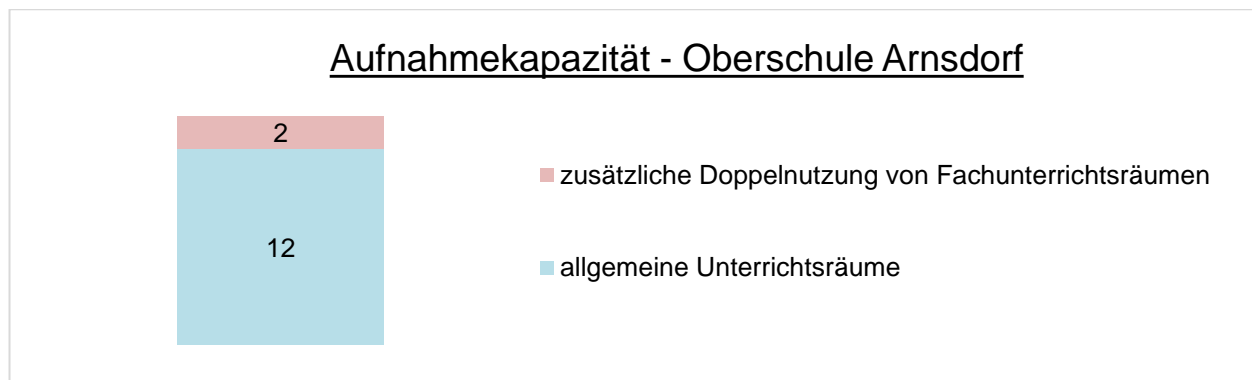 Aufnahmekapazität - Oberschule Arnsdorf
2
zusätzliche Doppelnutzung von Fachunterrichtsräumen
12
allgemeine Unterrichtsräume